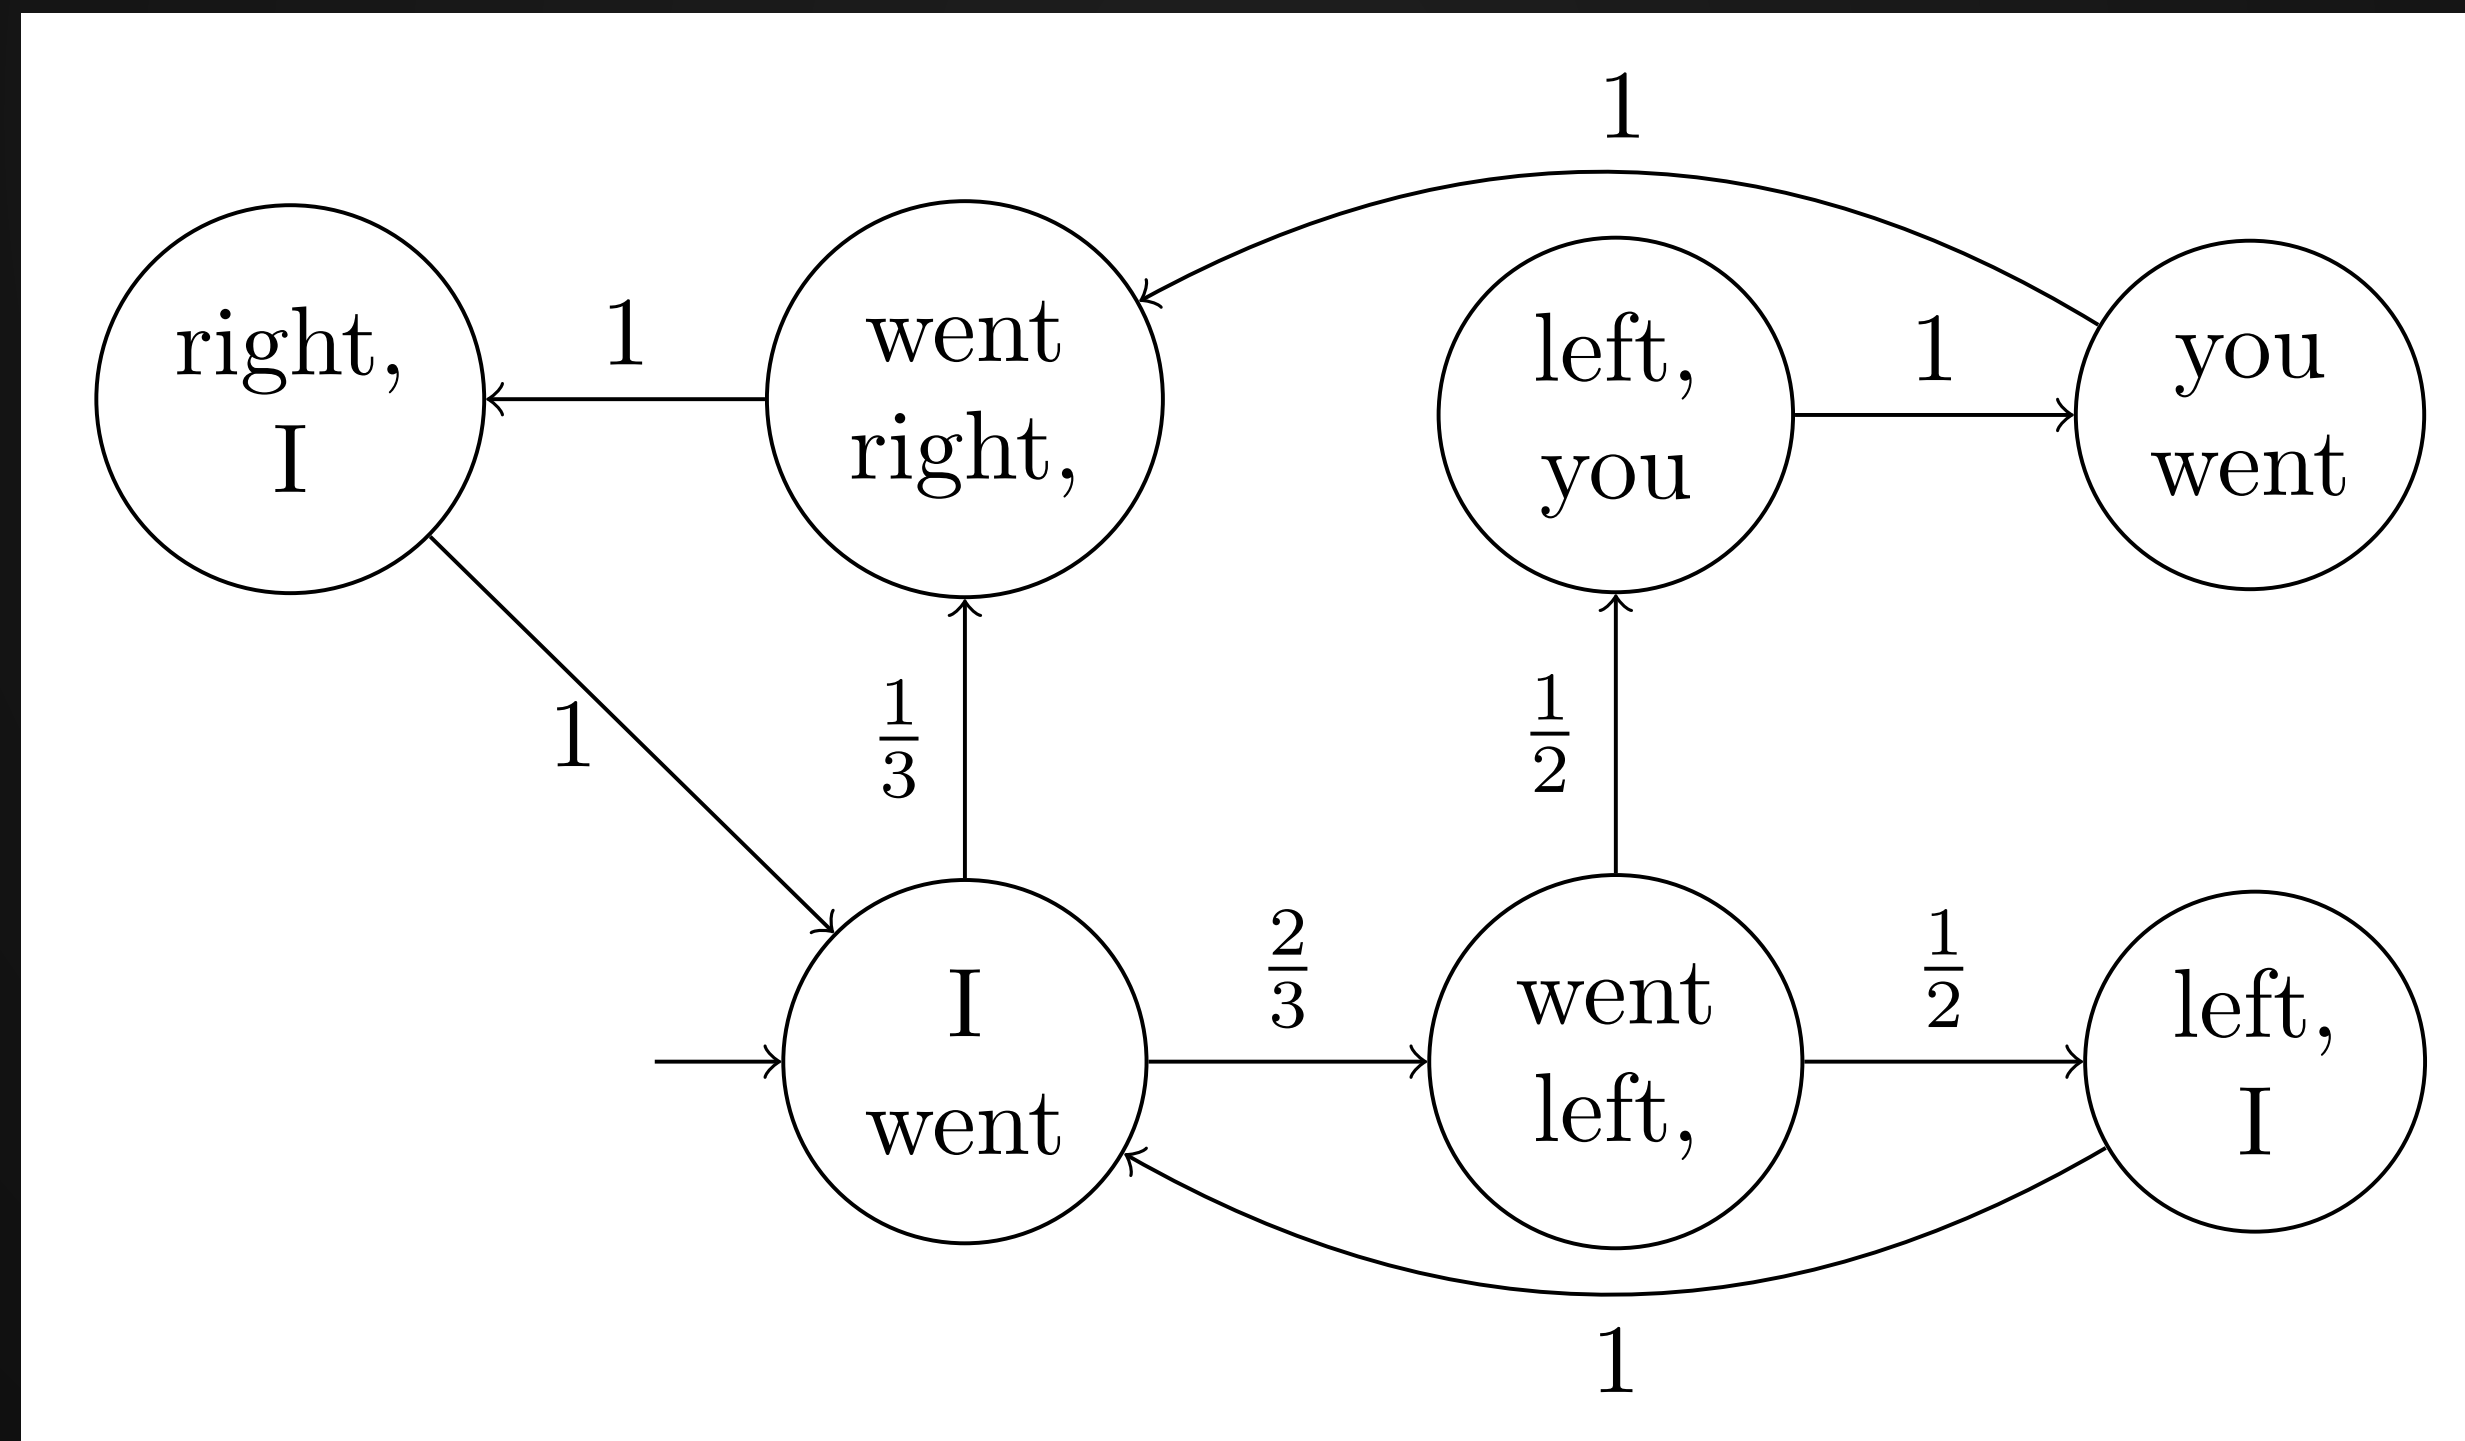 1
right,
I
1
went
right,
left,
you
1
you
went
1
1/3
1/2
I
went
2/3
went
left,
1/2
left,
I
1